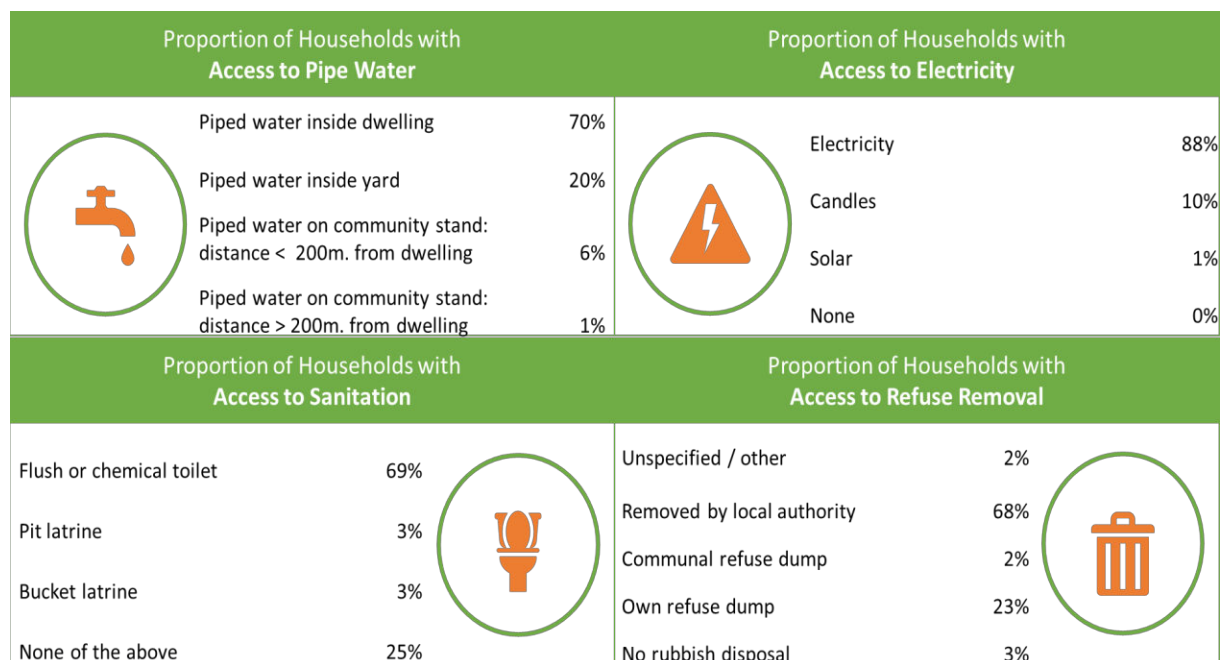 Proportion of Households with
Access to Pipe Water
Piped water inside dwelling 70%
Piped water inside yard 20%
Piped water on community stand:
distance < 200m. from dwelling 6%
Piped water on community stand:
distance > 200m. from dwelling 1%
Proportion of Households with
Access to Electricity
Electricity 88%
Candles 10%
Solar 1%
None 0%
Proportion of Households with
Access to Sanitation
Flush or chemical toilet 69%
Pit latrine 3%
Bucket latrine 3%
None of the above 25%
Proportion of Households with
Access to Refuse Removal
Unspecified / other 2%
Removed by local authority 68%
Communal refuse dump 2%
Own refuse dump 23%
No rubbish disposal 3%